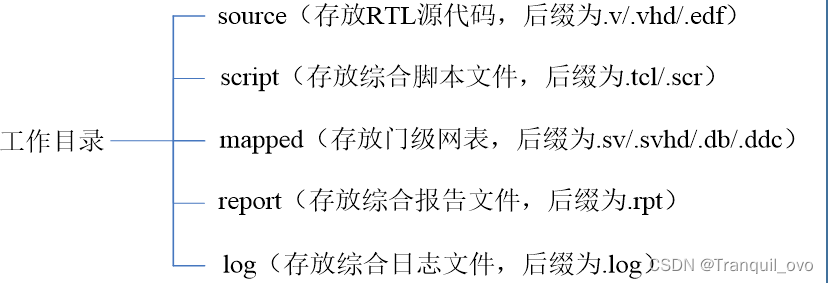 source（存放RTL源代码，后缀为.v/.vhd/.edf）
script（存放综合脚本文件，后缀为.tcl/.scr）
工作目录
mapped（存放门级网表，后缀为.sv/.svhd/.db/.ddc）
report（存放综合报告文件，后缀为.rpt）
log（存放综合日志文件，后缀为.log）
CSDN @Tranquil_ovo